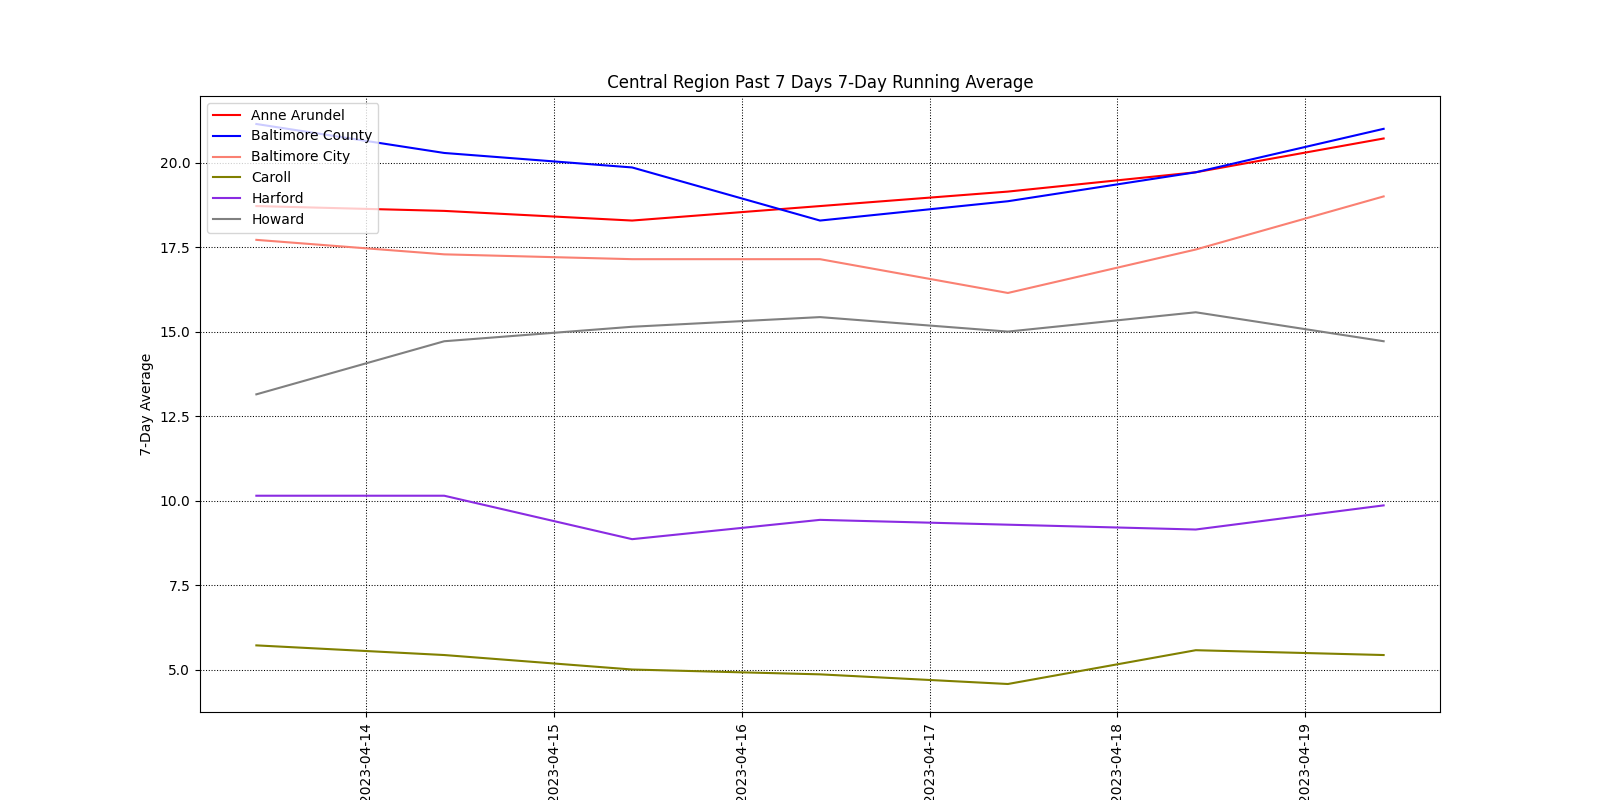 Central Region Past 7 Days 7-Day Running Average
Anne Arundel
Baltimore County
Baltimore City
Caroll
Harford
Howard
20.0
17.5
15.0
12.5
10.0
7.5
5.0
7-Day Average
2023-04-14
2023-04-15
2023-04-16
2023-04-17
2023-04-18
2023-04-19